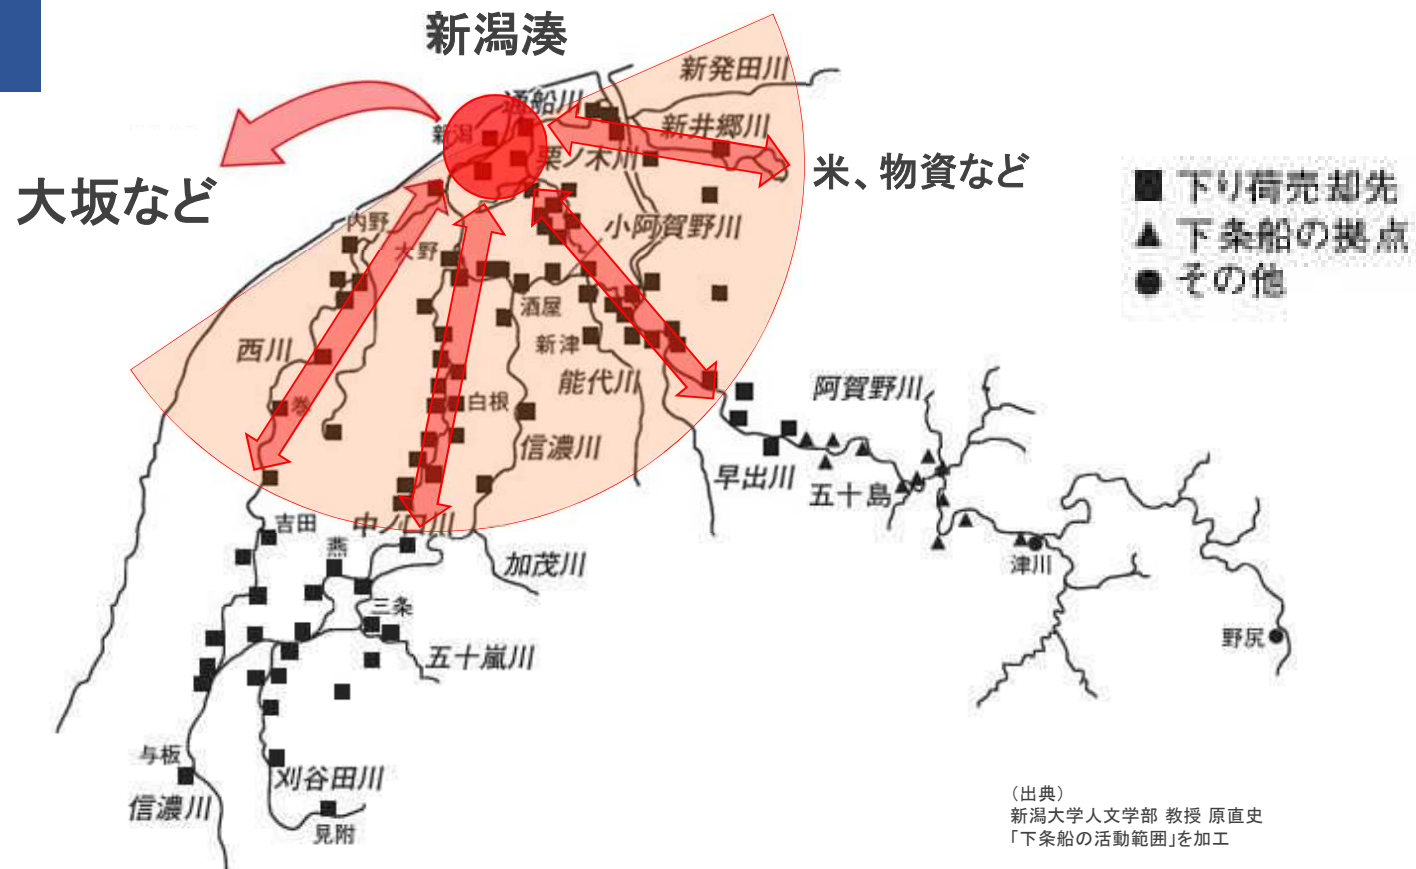 新潟湊
新発田川
通船川
新井郷川
新潟
栗ノ木川
米、物資など
大坂など
■ 下り荷売却先
▲ 下条船の拠点
● その他
内野
小阿賀野川
大野
酒屋
西川
新津
能代川
阿賀野川
巻
白根
信濃川
早出川
五十島
吉田
中ノ口川
燕
加茂川
津川
三条
五十嵐川
野尻
与板
刈谷田川
信濃川
見附
（出典）
新潟大学人文学部 教授 原直史
「下条船の活動範囲」を加工